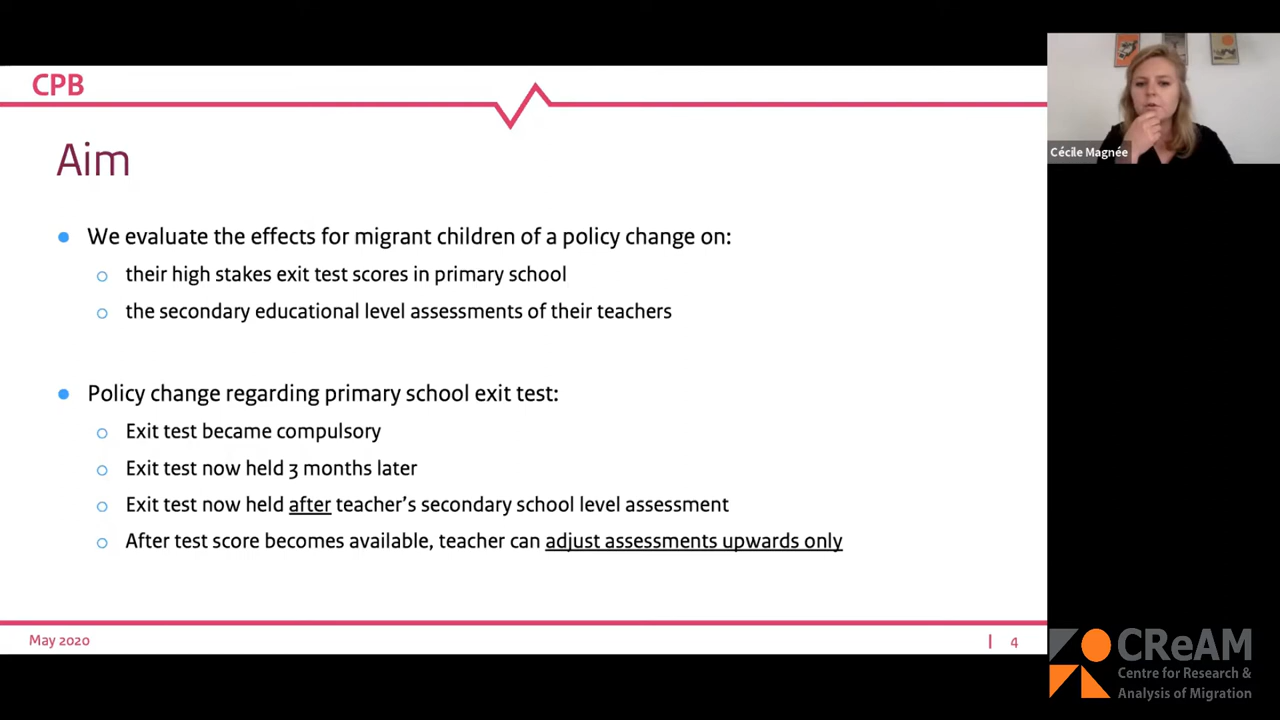 CPB
Aim
We evaluate the effects for migrant children of a policy change on:
their high stakes exit test scores in primary school
the secondary educational level assessments of their teachers
Policy change regarding primary school exit test:
Exit test became compulsory
Exit test now held 3 months later
Exit test now held after teacher's secondary school level assessment
After test score becomes available, teacher can adjust assessments upwards only
May 2020
4
Cécile Magnée
CReAM
Centre for Research &
Analysis of Migration